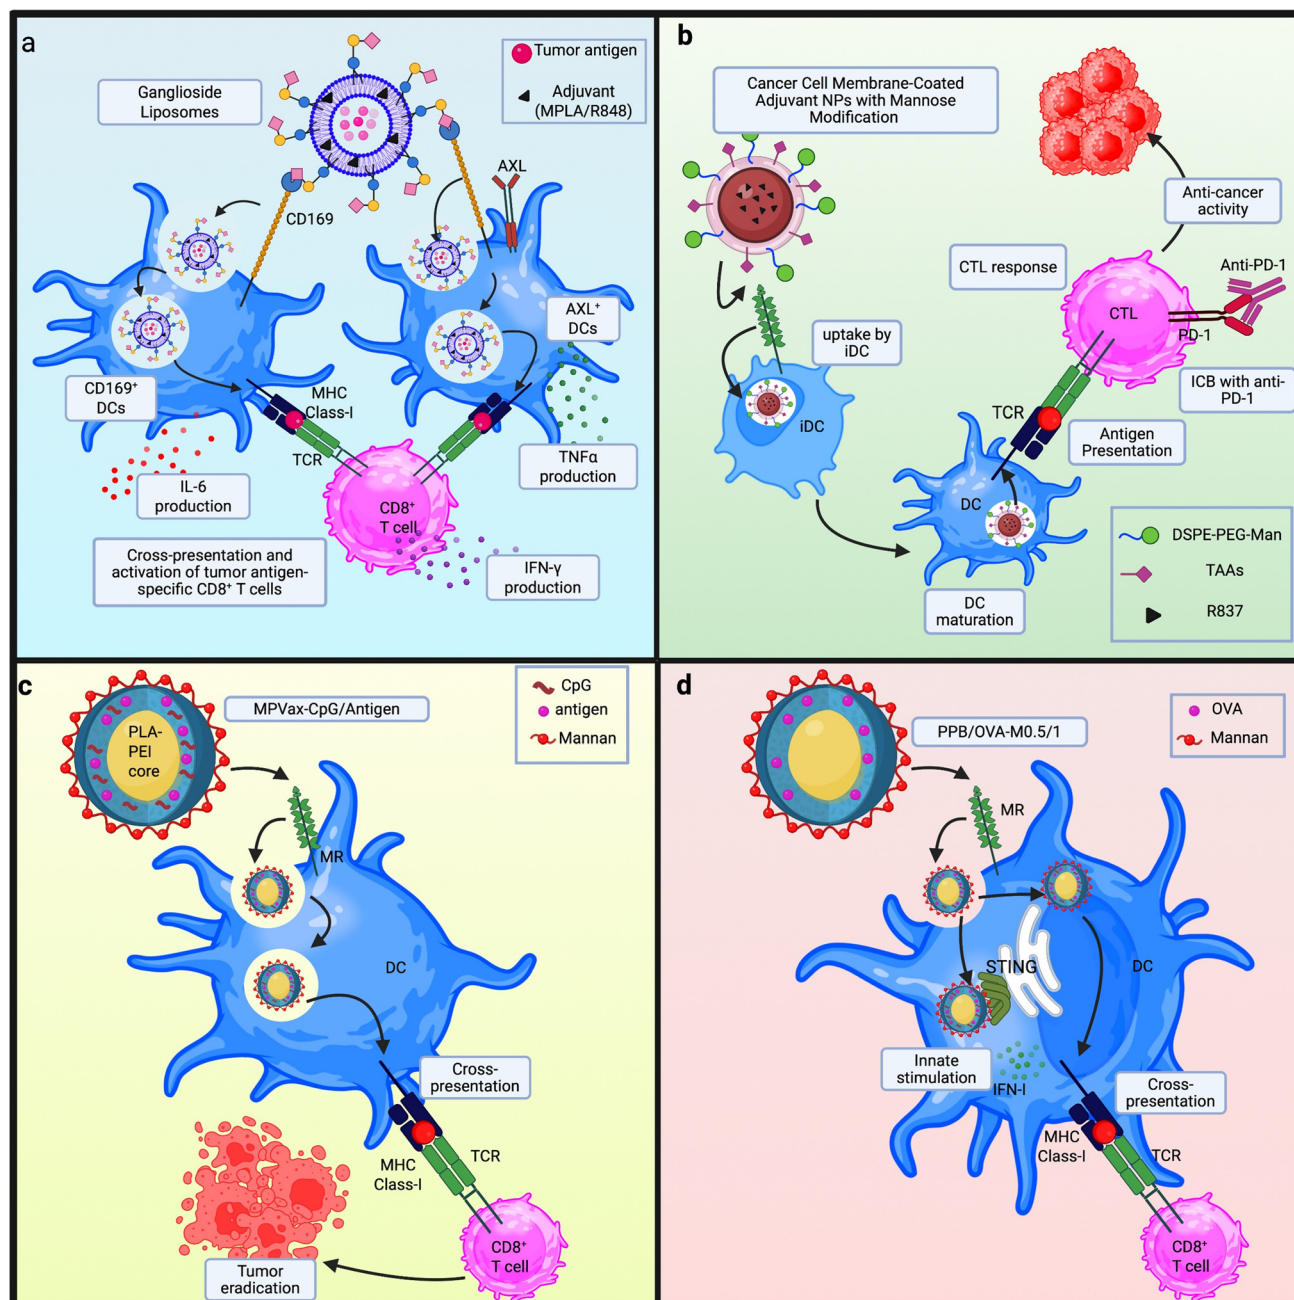 a
Ganglioside
Liposomes
Tumor antigen
Adjuvant
(MPLA/R848)
AXL
CD169
AXL⁺
DCs
CD169⁺
DCs
MHC
Class-I
TCR
TNFα
production
IL-6
production
CD8⁺
T cell
Cross-presentation and
activation of tumor antigen-
specific CD8⁺ T cells
IFN-γ
production
b
Cancer Cell Membrane-Coated
Adjuvant NPs with Mannose
Modification
Anti-cancer
activity
CTL response
Anti-PD-1
CTL
PD-1
uptake by
iDC
ICB with anti-
PD-1
TCR
iDC
Antigen
Presentation
DC
DSPE-PEG-Man
TAAs
R837
DC
maturation
c
MPVax-CpG/Antigen
CpG
antigen
Mannan
PLA-
PEI
core
MR
DC
Cross-
presentation
MHC
Class-I
TCR
CD8⁺
T cell
Tumor
eradication
d
PPB/OVA-M0.5/1
OVA
Mannan
MR
STING
DC
Innate
stimulation
IFN-I
Cross-
presentation
MHC
Class-I
TCR
CD8⁺
T cell